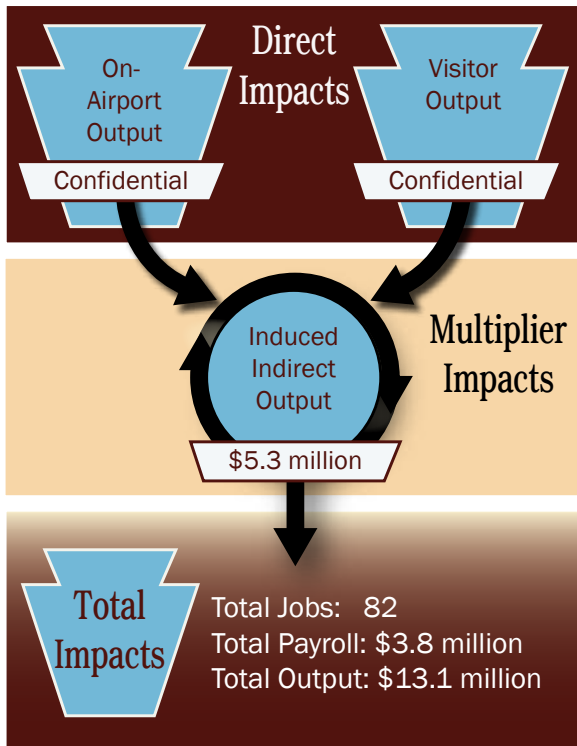 Direct
Impacts
On-
Airport
Output
Confidential
Visitor
Output
Confidential
Induced
Indirect
Output
$5.3 million
Multiplier
Impacts
Total
Impacts
Total Jobs: 82
Total Payroll: $3.8 million
Total Output: $13.1 million